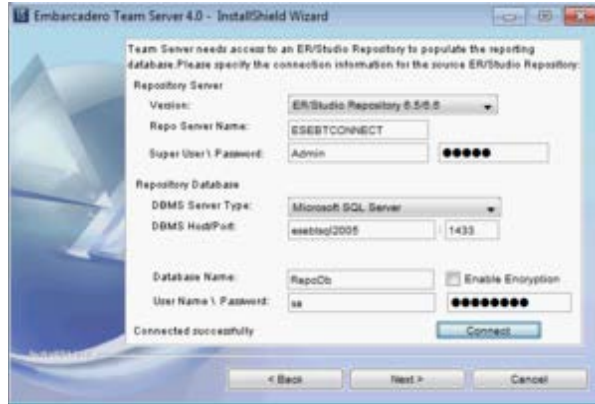 Embarcadero Team Server 4.0 - InstallShield Wizard
Team Server needs access to an ER/Studio Repository to populate the reporting
database.Please specify the connection information for the source ER/Studio Repository:
Repository Server
Version: ER/Studio Repository 6.5/6.6
Repo Server Name: ESEBTCONNECT
Super User \ Password: Admin ●●●●●
Repository Database
DBMS Server Type: Microsoft SQL Server
DBMS Host/Port: esebtsql2005 : 1433
Database Name: RepoDb Enable Encryption
User Name \ Password: sa ●●●●●●●●
Connected successfully Connect
InstallShield
< Back Next > Cancel